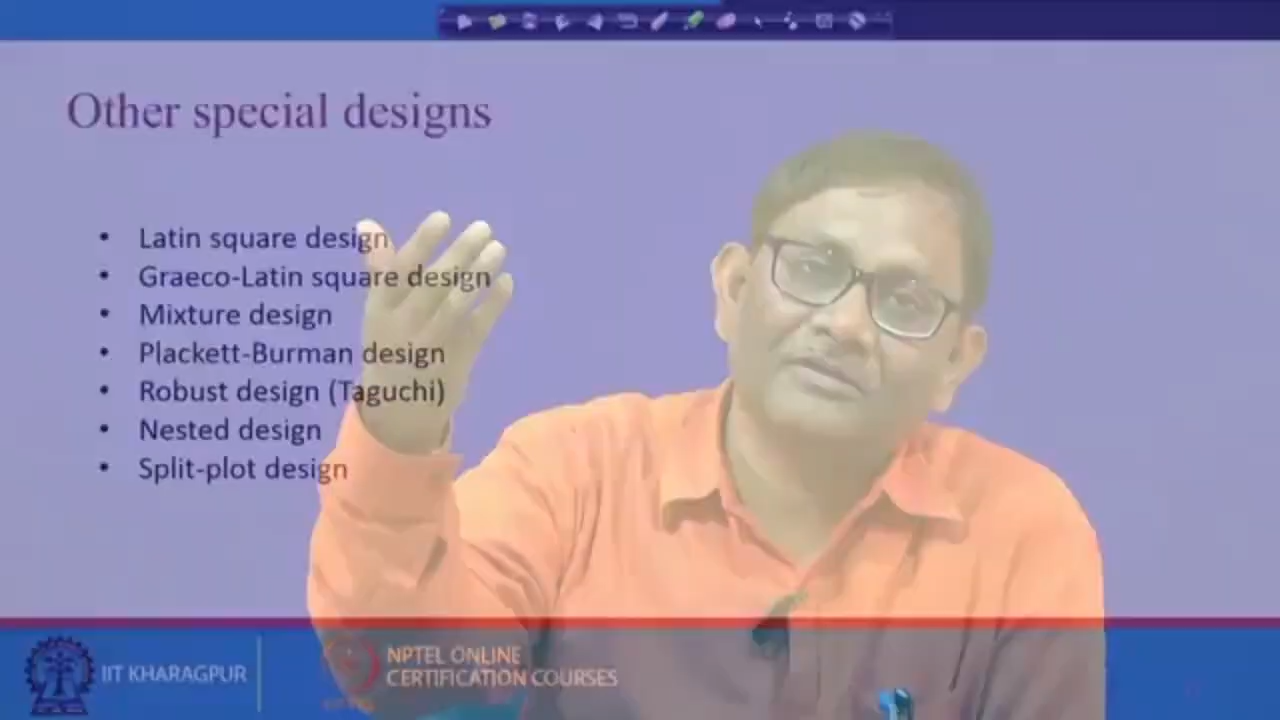 Other special designs
• Latin square design
• Graeco-Latin square design
• Mixture design
• Plackett-Burman design
• Robust design (Taguchi)
• Nested design
• Split-plot design
IIT KHARAGPUR
NPTEL ONLINE
CERTIFICATION COURSES